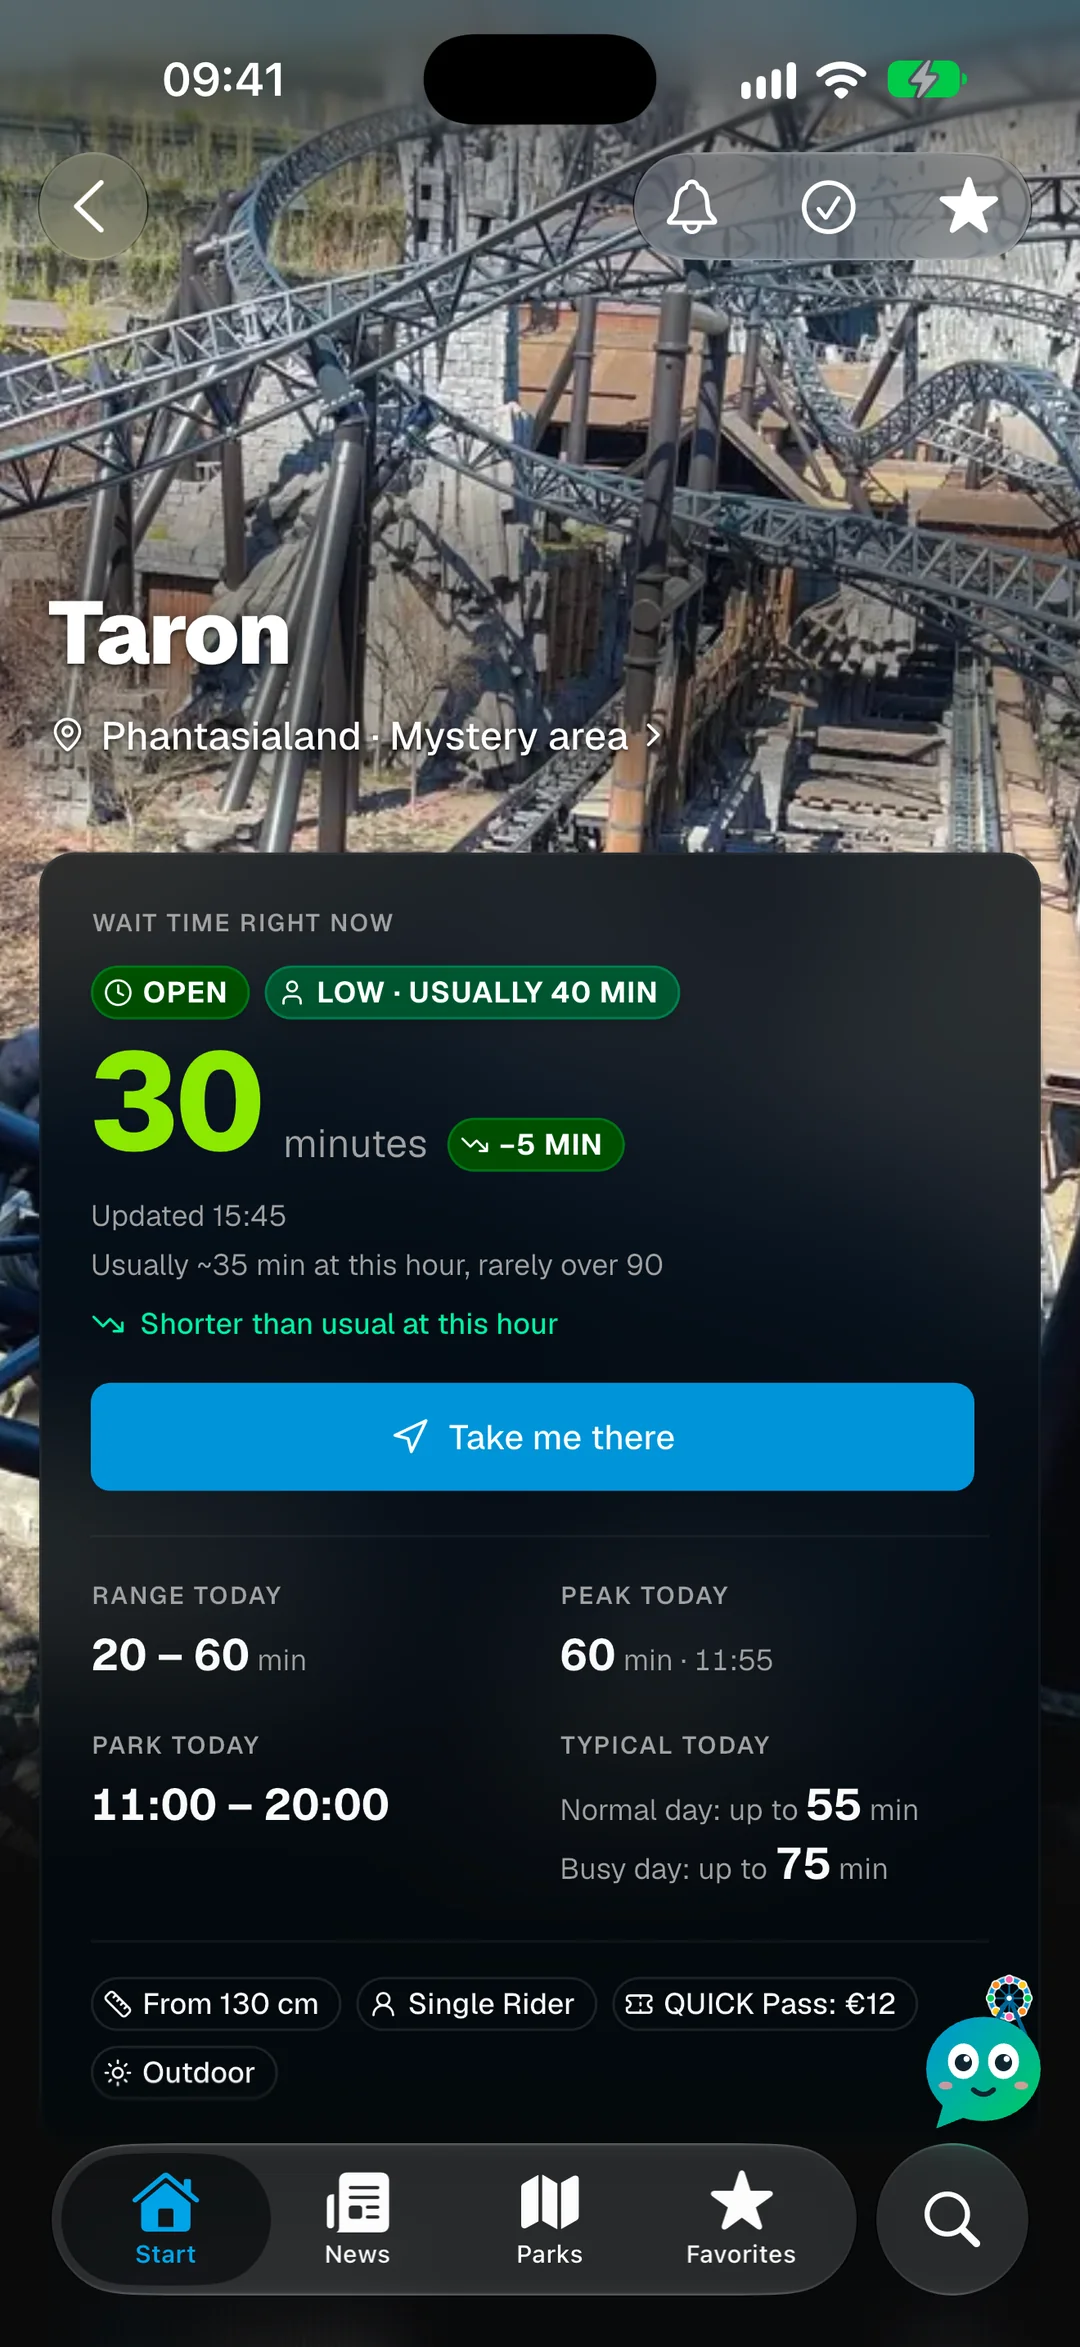 09:41
Taron
Phantasialand · Mystery area
WAIT TIME RIGHT NOW
OPEN
LOW · USUALLY 40 MIN
30 minutes
−5 MIN
Updated 15:45
Usually ~35 min at this hour, rarely over 90
Shorter than usual at this hour
Take me there
RANGE TODAY
20 – 60 min
PEAK TODAY
60 min · 11:55
PARK TODAY
11:00 – 20:00
TYPICAL TODAY
Normal day: up to 55 min
Busy day: up to 75 min
From 130 cm
Single Rider
QUICK Pass: €12
Outdoor
Start
News
Parks
Favorites